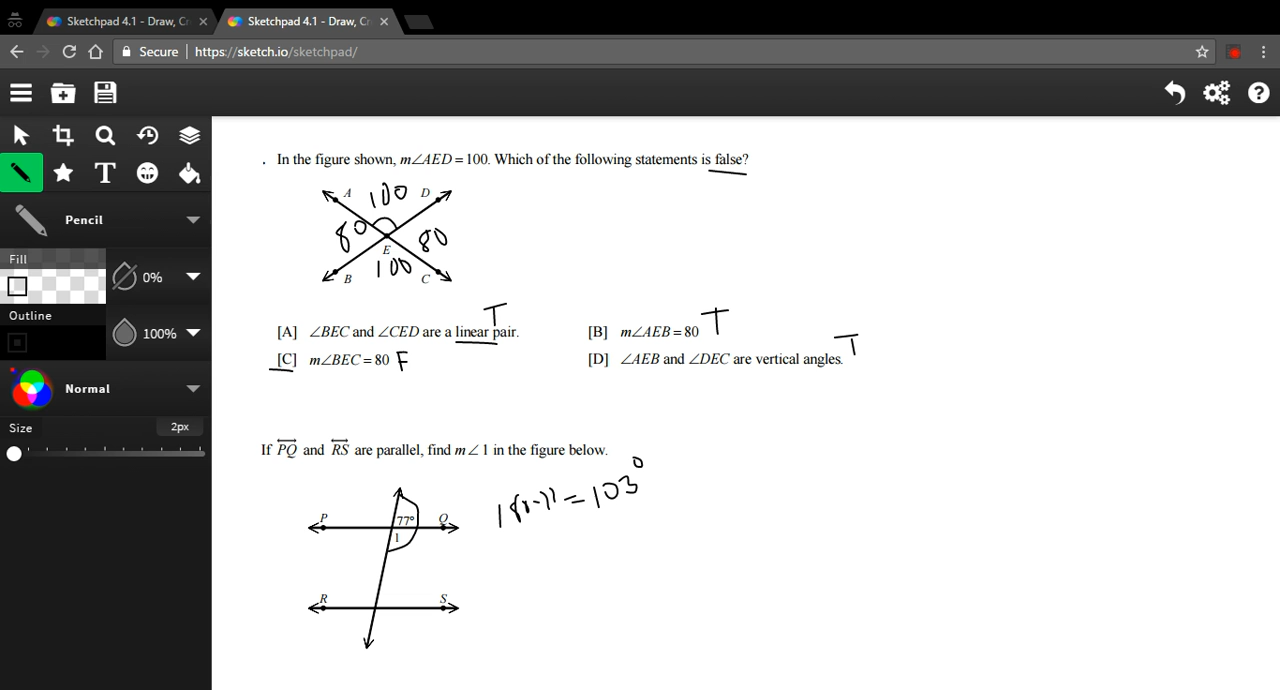 Sketchpad 4.1 - Draw, Cr
Sketchpad 4.1 - Draw, Cr
Secure | https://sketch.io/sketchpad/
Pencil
Fill
0%
Outline
100%
Normal
Size 2px
. In the figure shown, m∠AED = 100. Which of the following statements is false?
A 100 D
80 80
E
B 100 C
[A] ∠BEC and ∠CED are a linear pair. T
[B] m∠AEB = 80 T
[C] m∠BEC = 80 F
[D] ∠AEB and ∠DEC are vertical angles. T
If PQ and RS are parallel, find m∠1 in the figure below.
P 77° Q
1
R S
180-77 = 103°